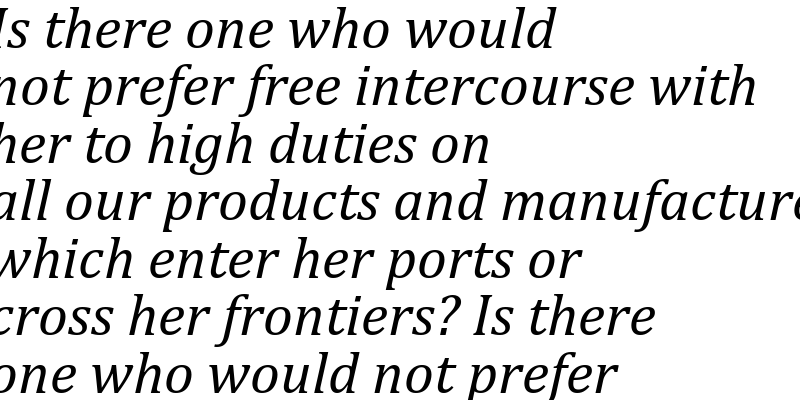 Is there one who would
not prefer free intercourse with
her to high duties on
all our products and manufacture
which enter her ports or
cross her frontiers? Is there
one who would not prefer